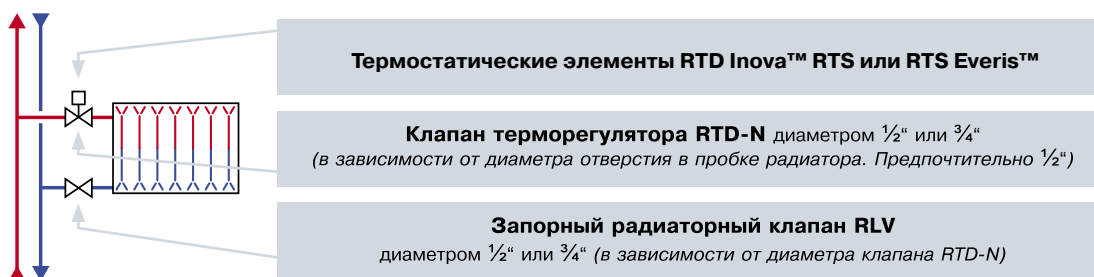 Термостатические элементы RTD Inova™ RTS или RTS Everis™
Клапан терморегулятора RTD-N диаметром ½“ или ¾“
(в зависимости от диаметра отверстия в пробке радиатора. Предпочтительно ½“)
Запорный радиаторный клапан RLV
диаметром ½“ или ¾“ (в зависимости от диаметра клапана RTD-N)